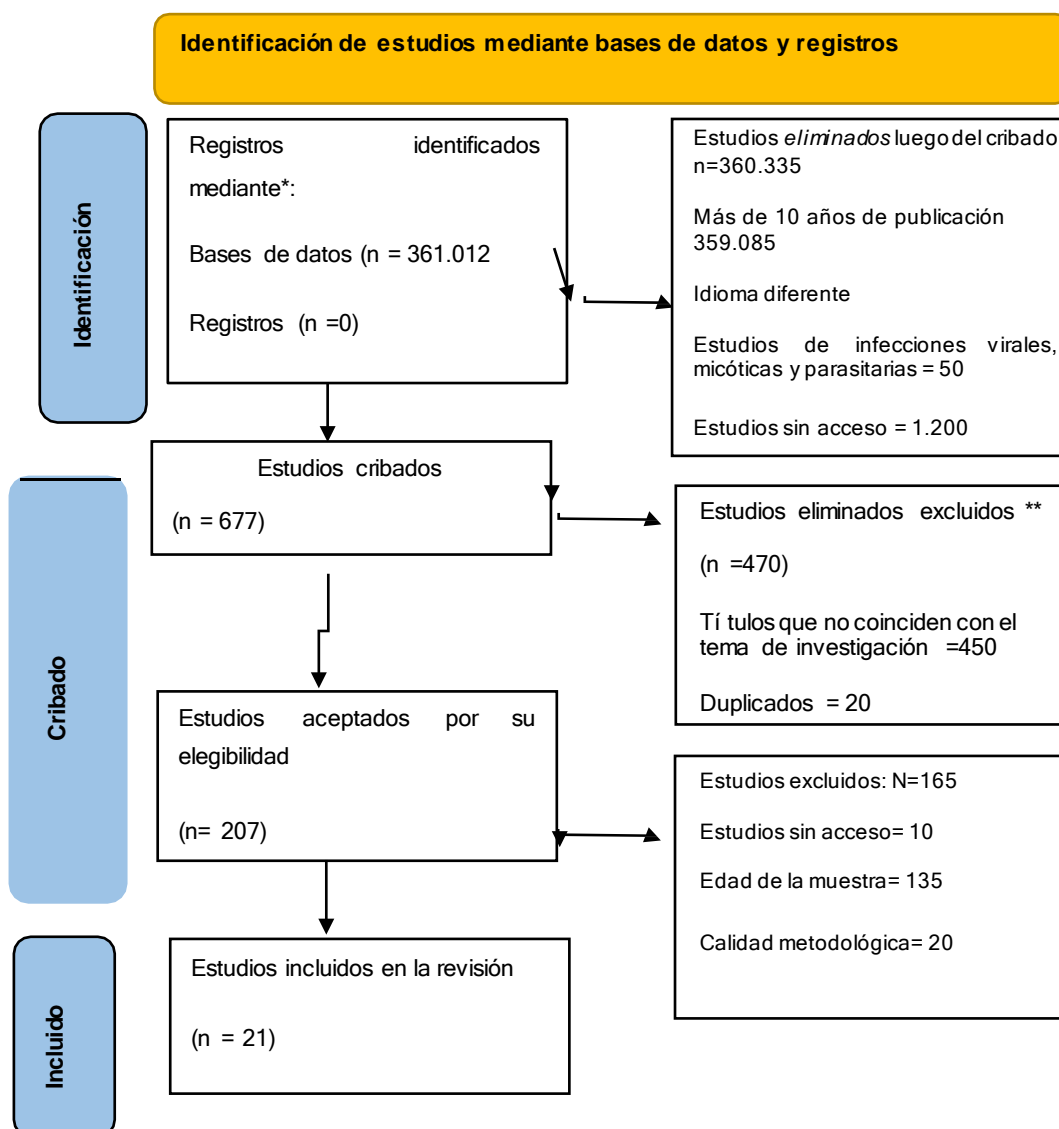 Identificación de estudios mediante bases de datos y registros
Identificación
Registros identificados
mediante*:
Bases de datos (n = 361.012
Registros (n =0)
Estudios eliminados luego del cribado
n=360.335
Más de 10 años de publicación
359.085
Idioma diferente
Estudios de infecciones virales,
micóticas y parasitarias = 50
Estudios sin acceso = 1.200
Cribado
Estudios cribados
(n = 677)
Estudios eliminados excluidos **
(n =470)
Tí tulos que no coinciden con el
tema de investigación =450
Duplicados = 20
Estudios aceptados por su
elegibilidad
(n= 207)
Estudios excluidos: N=165
Estudios sin acceso= 10
Edad de la muestra= 135
Calidad metodológica= 20
Incluido
Estudios incluidos en la revisión
(n = 21)